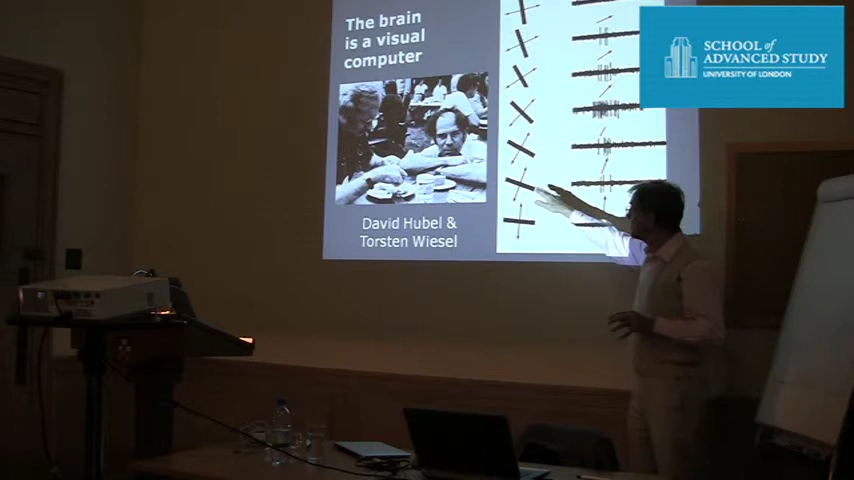 The brain
is a visual
computer
David Hubel &
Torsten Wiesel
SCHOOL of
ADVANCED STUDY
UNIVERSITY OF LONDON